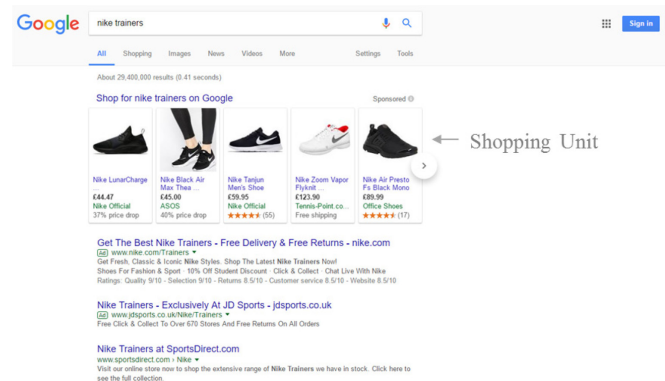 Google
nike trainers
Sign in
All Shopping Images News Videos More Settings Tools
About 29,400,000 results (0.41 seconds)
Shop for nike trainers on Google
Sponsored
Nike LunarCharge
...
£44.47
Nike Official
37% price drop
Nike Black Air
Max Thea ...
£45.00
ASOS
40% price drop
Nike Tanjun
Men's Shoe
£59.95
Nike Official
(55)
Nike Zoom Vapor
Flyknit ...
£123.90
Tennis-Point.co...
Free shipping
Nike Air Presto
Fs Black Mono
£89.99
Office Shoes
(17)
Shopping Unit
Get The Best Nike Trainers - Free Delivery & Free Returns - nike.com
Ad www.nike.com/Trainers
Get Fresh, Classic & Iconic Nike Styles. Shop The Latest Nike Trainers Now!
Shoes For Fashion & Sport · 10% Off Student Discount · Click & Collect · Chat Live With Nike
Ratings: Quality 9/10 - Selection 9/10 - Returns 8.5/10 - Customer service 8.5/10 - Website 8.5/10
Nike Trainers - Exclusively At JD Sports - jdsports.co.uk
Ad www.jdsports.co.uk/Nike/Trainers
Free Click & Collect To Over 670 Stores And Free Returns On All Orders
Nike Trainers at SportsDirect.com
www.sportsdirect.com › Nike
Visit our online store now to shop the extensive range of Nike Trainers we have in stock. Click here to
see the full collection.